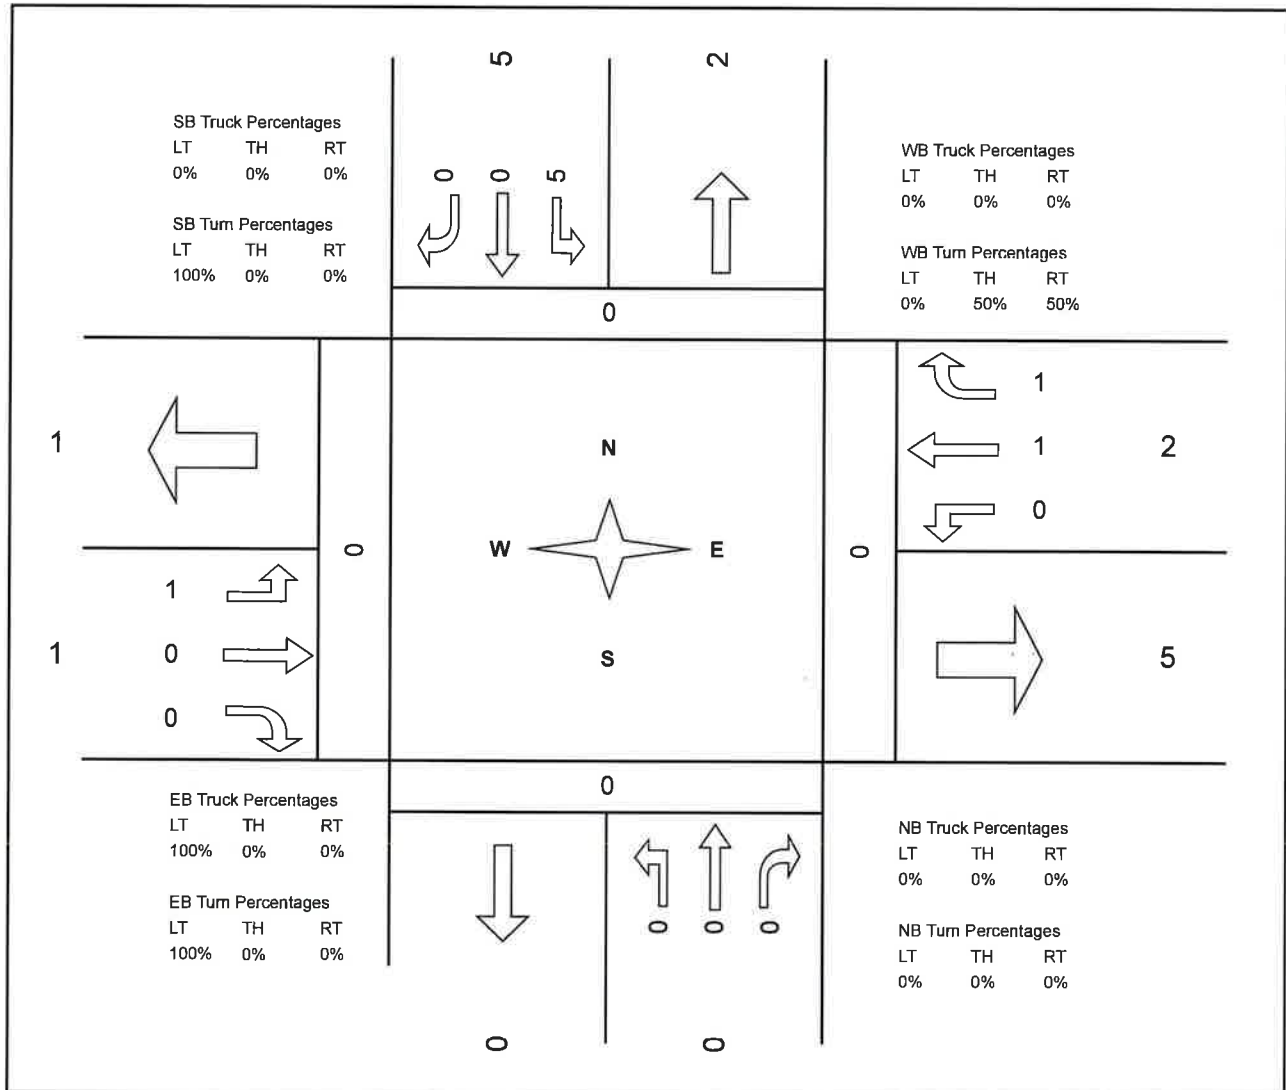 5 2
SB Truck Percentages
LT TH RT
0% 0% 0%
SB Turn Percentages
LT TH RT
100% 0% 0%
0 0 5
WB Truck Percentages
LT TH RT
0% 0% 0%
WB Turn Percentages
LT TH RT
0% 50% 50%
0
1
1
1 2
0
N
W E
S
0
0
1
1
0
0
5
0
EB Truck Percentages
LT TH RT
100% 0% 0%
EB Turn Percentages
LT TH RT
100% 0% 0%
0 0 0
NB Truck Percentages
LT TH RT
0% 0% 0%
NB Turn Percentages
LT TH RT
0% 0% 0%
0 0